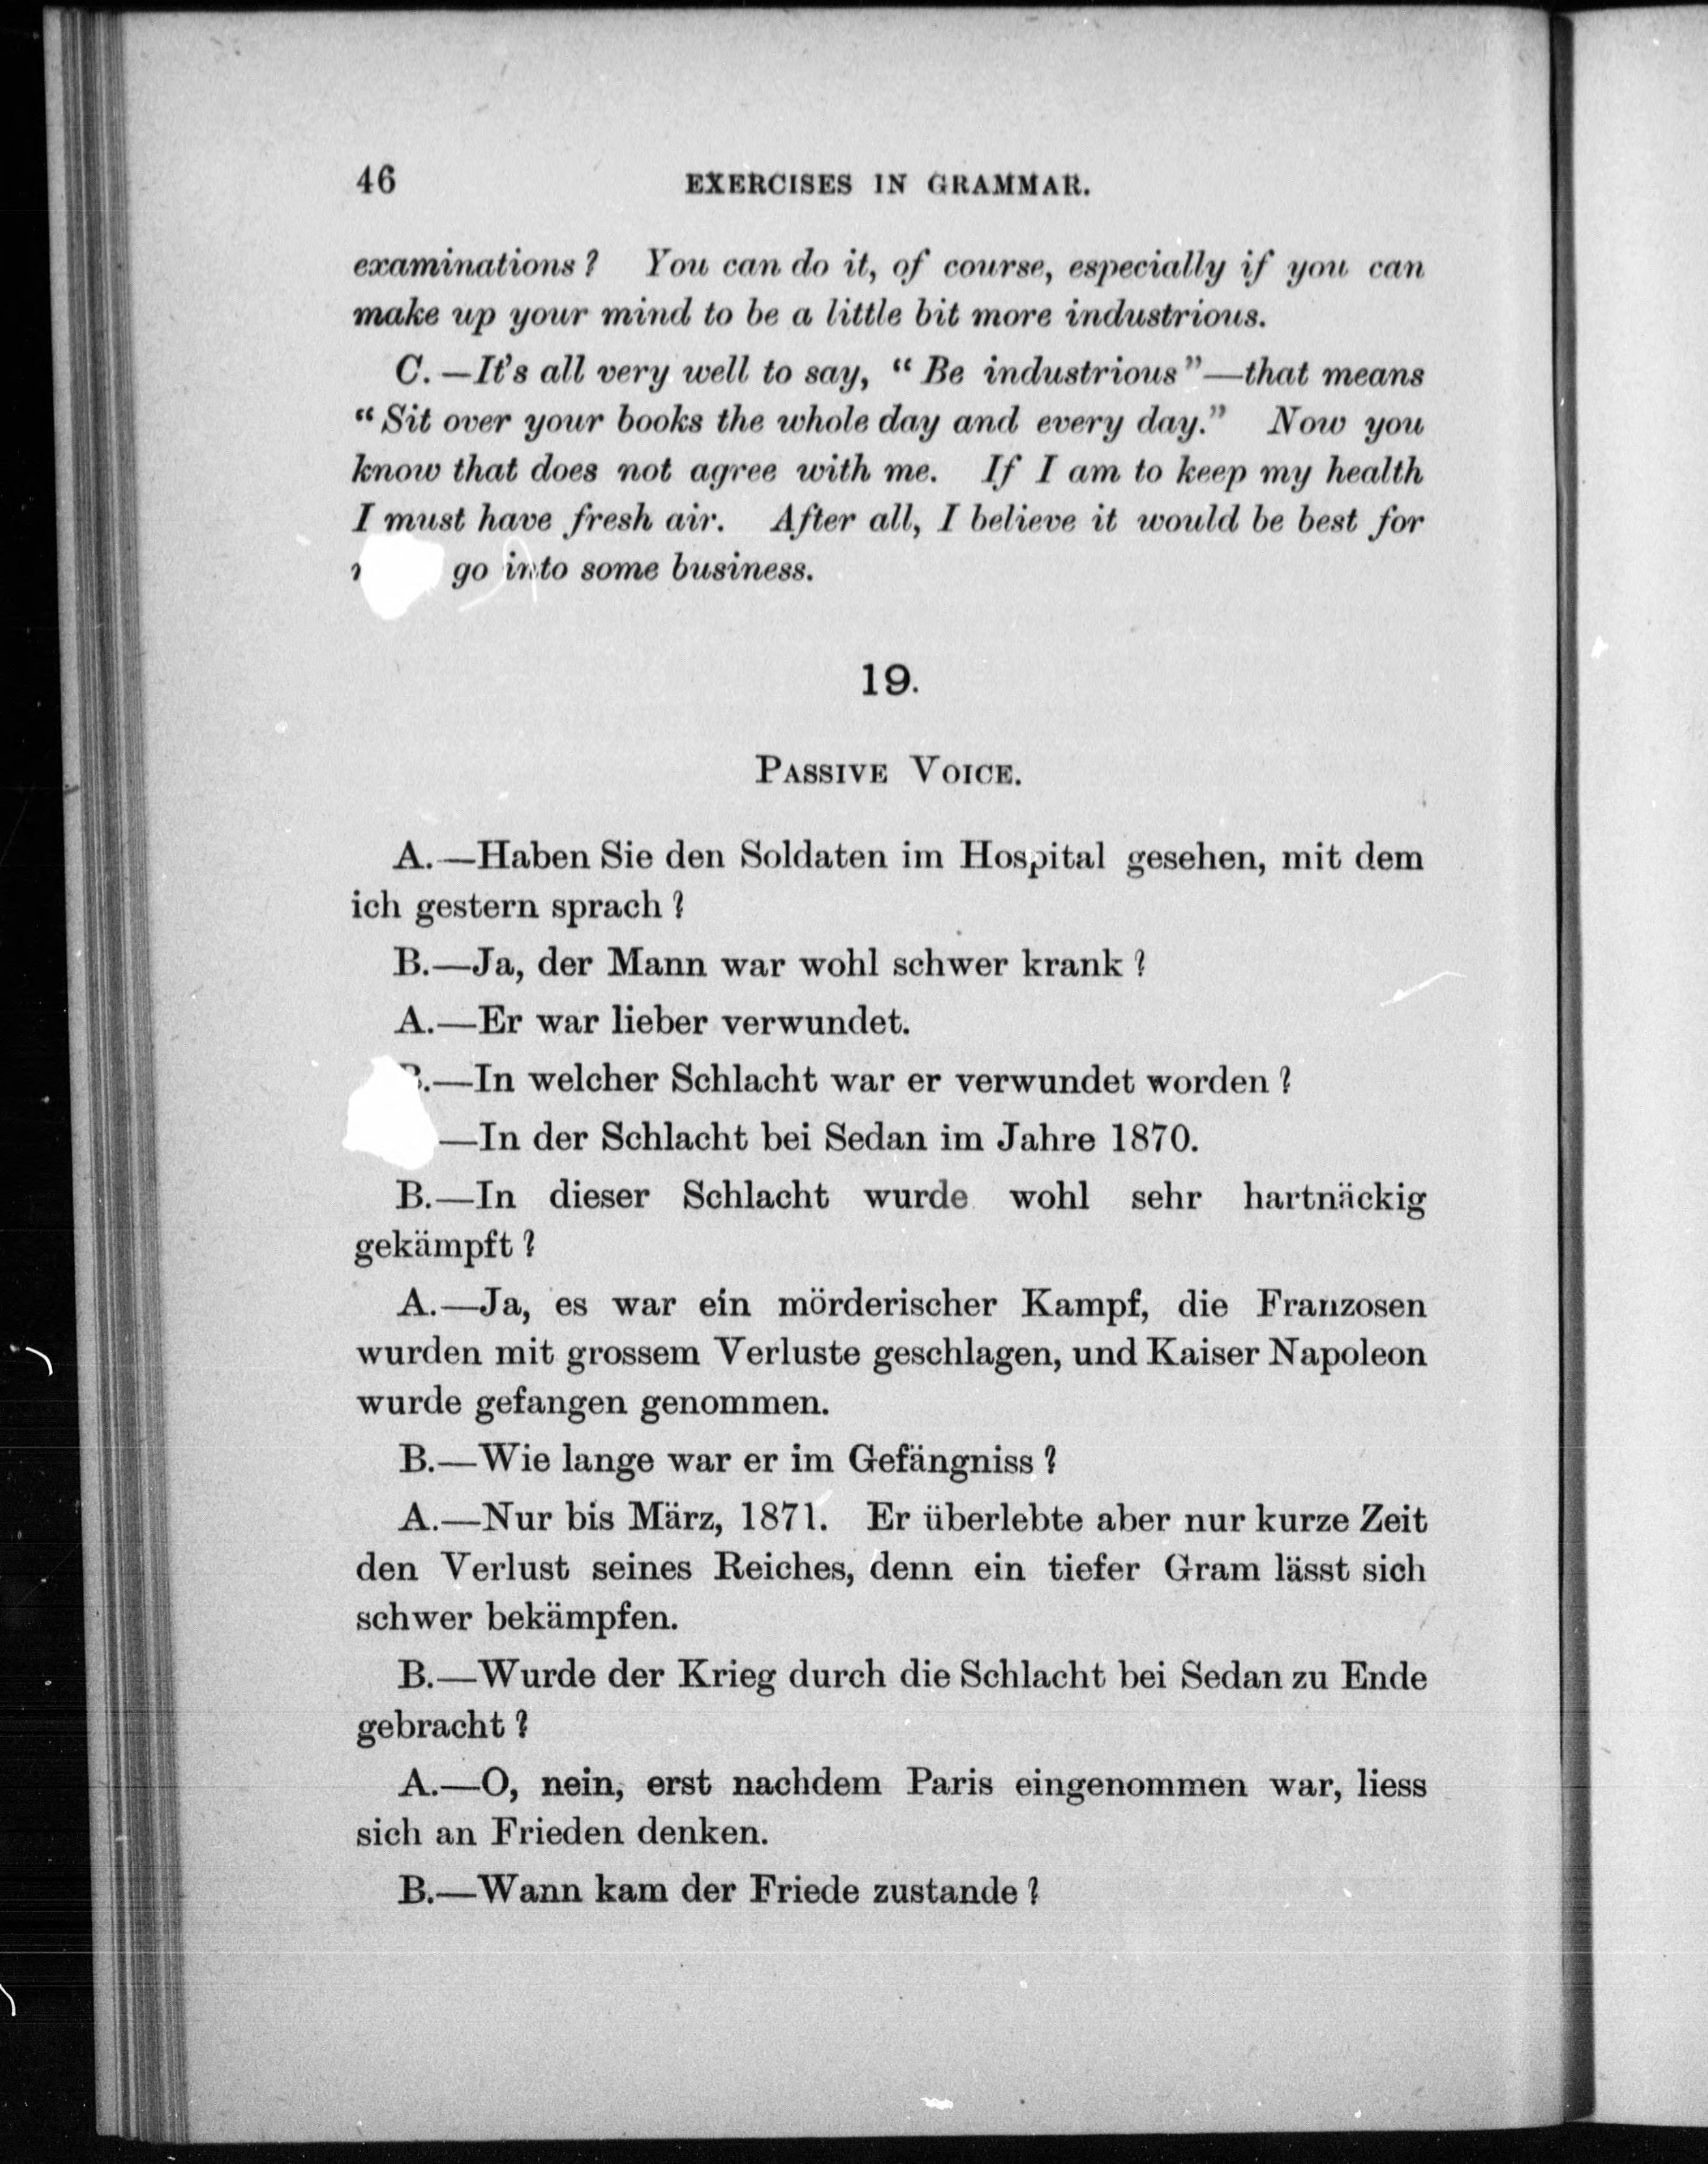 46 EXERCISES IN GRAMMAR.
examinations? You can do it, of course, especially if you can
make up your mind to be a little bit more industrious.
C.—It's all very well to say, "Be industrious"—that means
"Sit over your books the whole day and every day." Now you
know that does not agree with me. If I am to keep my health
I must have fresh air. After all, I believe it would be best for
go into some business.
19.
PASSIVE VOICE.
A.—Haben Sie den Soldaten im Hospital gesehen, mit dem
ich gestern sprach?
B.—Ja, der Mann war wohl schwer krank?
A.—Er war lieber verwundet.
B.—In welcher Schlacht war er verwundet worden?
—In der Schlacht bei Sedan im Jahre 1870.
B.—In dieser Schlacht wurde wohl sehr hartnäckig
gekämpft?
A.—Ja, es war ein mörderischer Kampf, die Franzosen
wurden mit grossem Verluste geschlagen, und Kaiser Napoleon
wurde gefangen genommen.
B.—Wie lange war er im Gefängniss?
A.—Nur bis März, 1871. Er überlebte aber nur kurze Zeit
den Verlust seines Reiches, denn ein tiefer Gram lässt sich
schwer bekämpfen.
B.—Wurde der Krieg durch die Schlacht bei Sedan zu Ende
gebracht?
A.—O, nein, erst nachdem Paris eingenommen war, liess
sich an Frieden denken.
B.—Wann kam der Friede zustande?